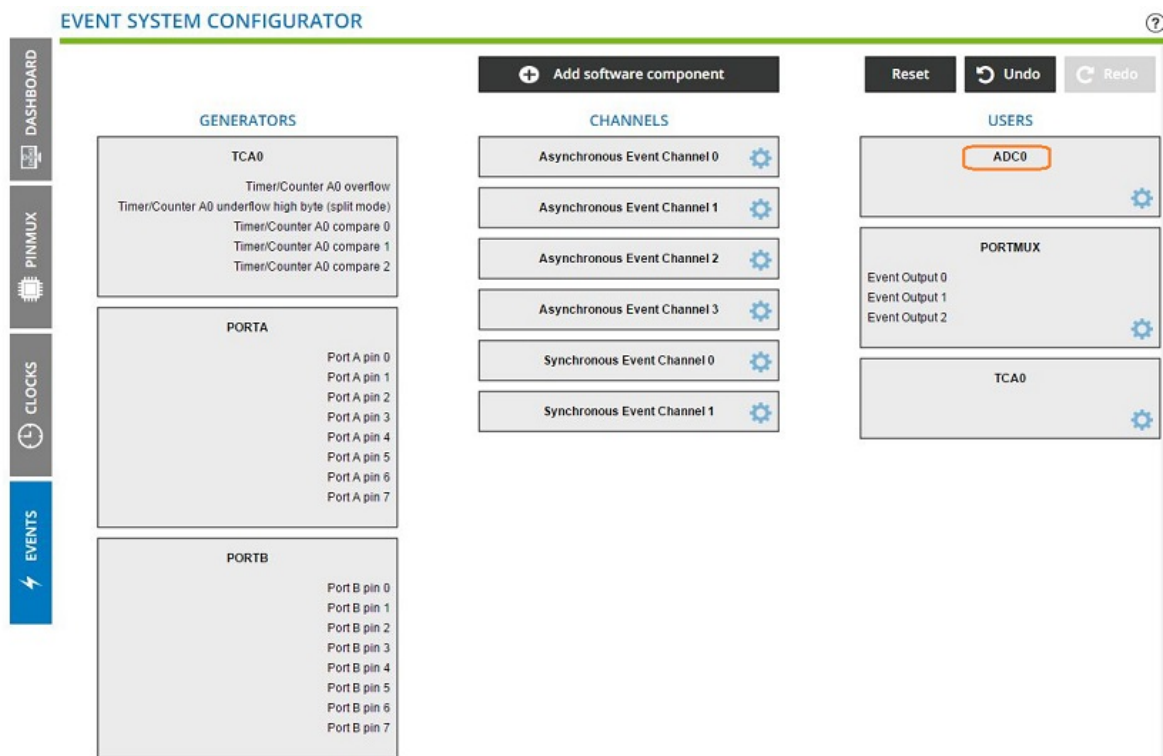 EVENT SYSTEM CONFIGURATOR
?
DASHBOARD
PINMUX
CLOCKS
EVENTS
Add software component
Reset
Undo
Redo
GENERATORS
TCA0
Timer/Counter A0 overflow
Timer/Counter A0 underflow high byte (split mode)
Timer/Counter A0 compare 0
Timer/Counter A0 compare 1
Timer/Counter A0 compare 2
PORTA
Port A pin 0
Port A pin 1
Port A pin 2
Port A pin 3
Port A pin 4
Port A pin 5
Port A pin 6
Port A pin 7
PORTB
Port B pin 0
Port B pin 1
Port B pin 2
Port B pin 3
Port B pin 4
Port B pin 5
Port B pin 6
Port B pin 7
CHANNELS
Asynchronous Event Channel 0
Asynchronous Event Channel 1
Asynchronous Event Channel 2
Asynchronous Event Channel 3
Synchronous Event Channel 0
Synchronous Event Channel 1
USERS
ADC0
PORTMUX
Event Output 0
Event Output 1
Event Output 2
TCA0